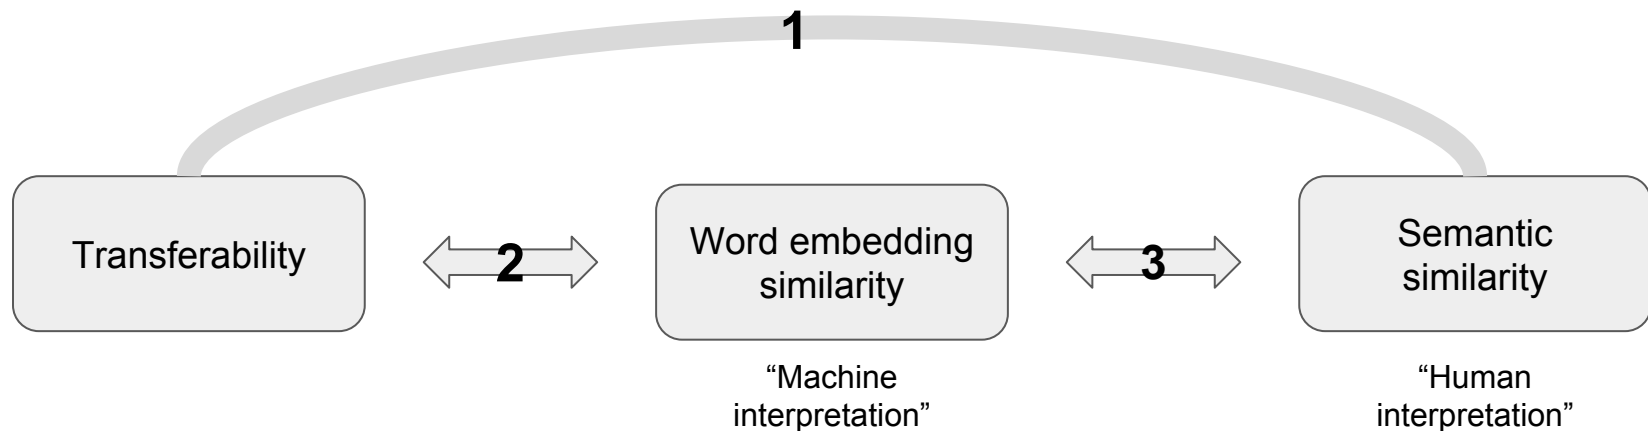 1
Transferability
2
Word embedding
similarity
3
Semantic
similarity
“Machine
interpretation”
“Human
interpretation”